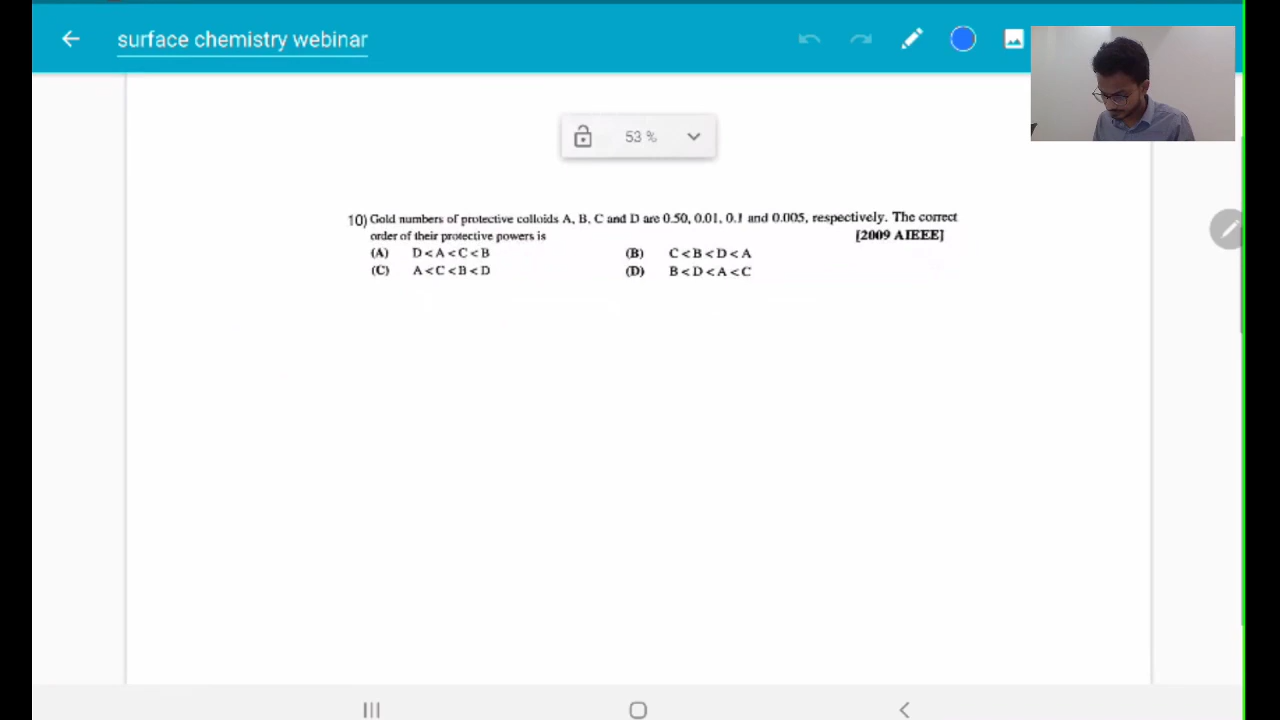 surface chemistry webinar
53 %
10) Gold numbers of protective colloids A, B, C and D are 0.50, 0.01, 0.1 and 0.005, respectively. The correct
order of their protective powers is [2009 AIEEE]
(A) D < A < C < B (B) C < B < D < A
(C) A < C < B < D (D) B < D < A < C